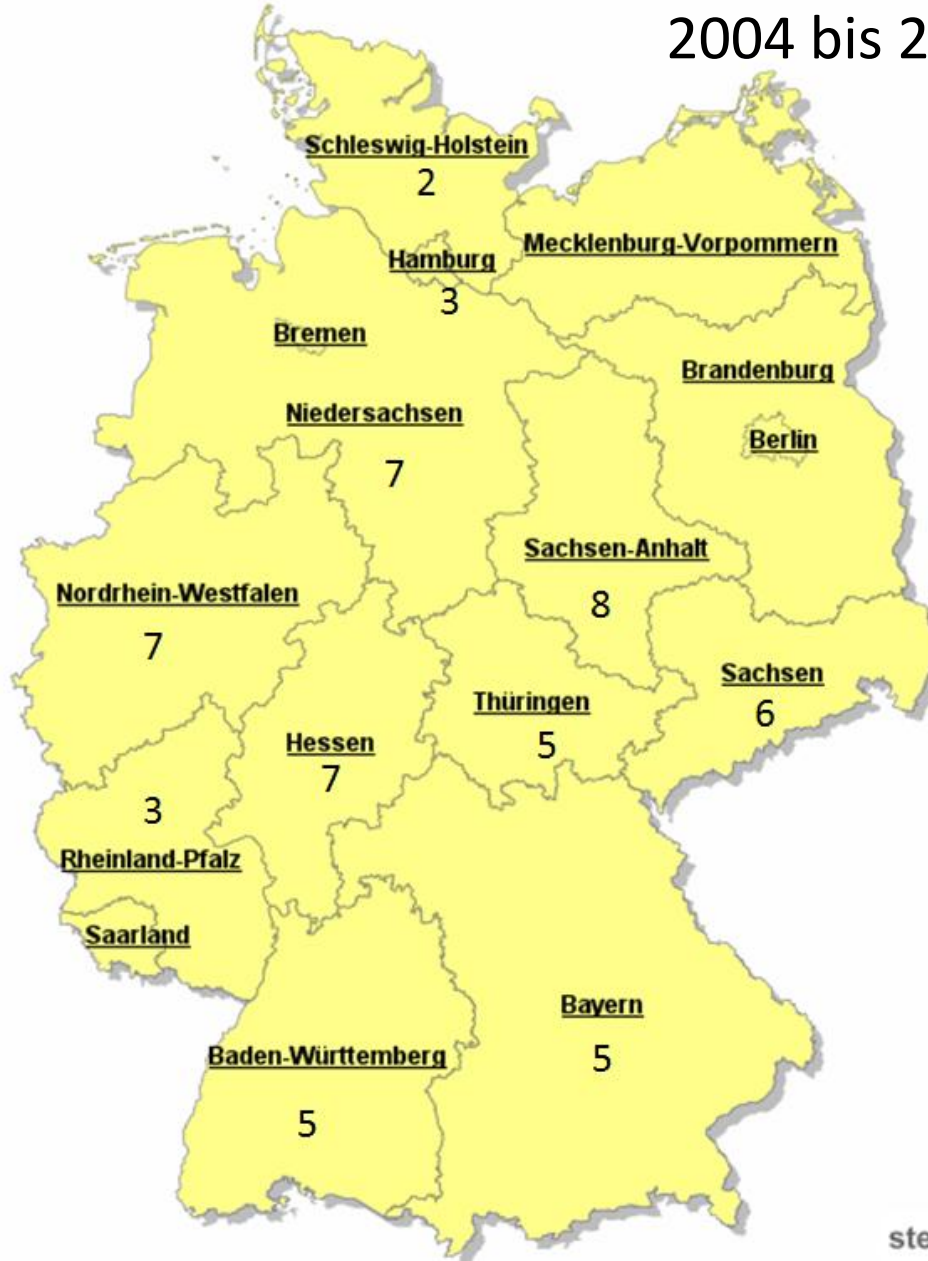 2004 bis 2
Schleswig-Holstein
2
Mecklenburg-Vorpommern
Hamburg
3
Bremen
Brandenburg
Niedersachsen
Berlin
7
Sachsen-Anhalt
8
Nordrhein-Westfalen
7
Sachsen
6
Thüringen
5
Hessen
7
3
Rheinland-Pfalz
Saarland
Bayern
5
Baden-Württemberg
5
ste